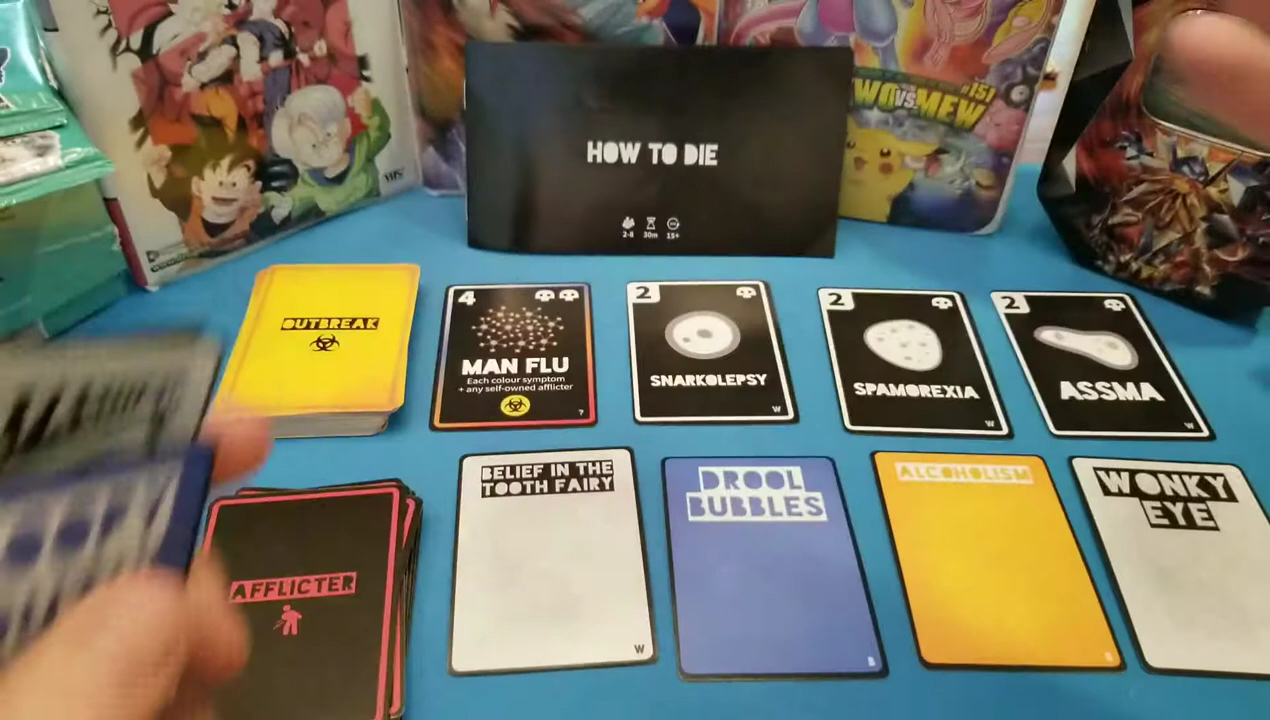 #151
WO VS MEW
VHS
HOW TO DIE
2-8 30m 15+
OUTBREAK
4
MAN FLU
Each colour symptom
+ any self-owned afflicter
?
2
SNARKOLEPSY
W
2
SPAMOREXIA
W
2
ASSMA
W
AFFLICTER
BELIEF IN THE
TOOTH FAIRY
W
DROOL
BUBBLES
B
ALCOHOLISM
WONKY
EYE